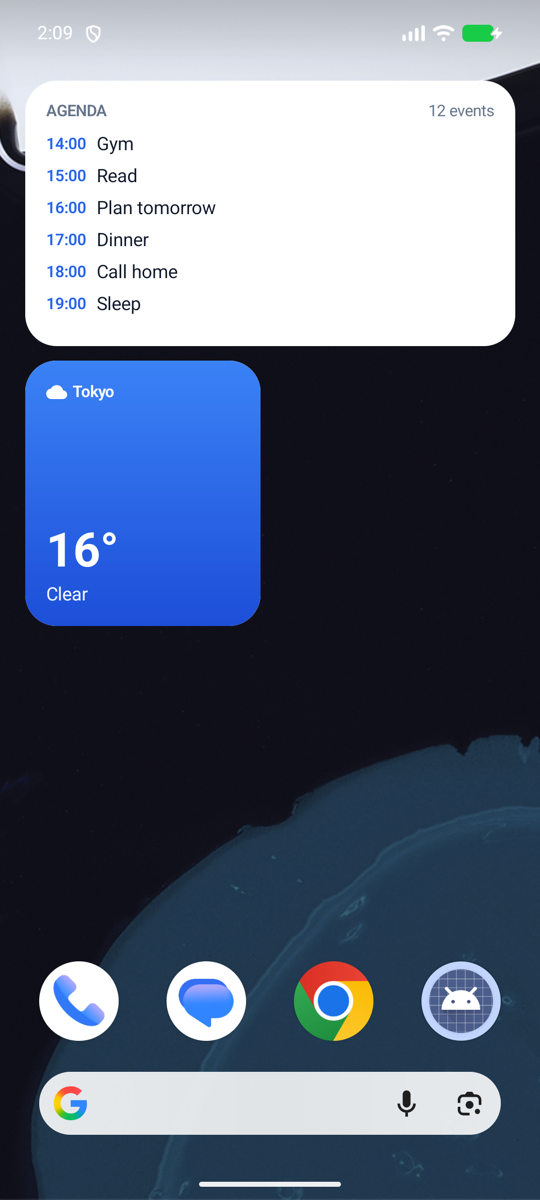 2:09
AGENDA 12 events
14:00 Gym
15:00 Read
16:00 Plan tomorrow
17:00 Dinner
18:00 Call home
19:00 Sleep
Tokyo
16°
Clear